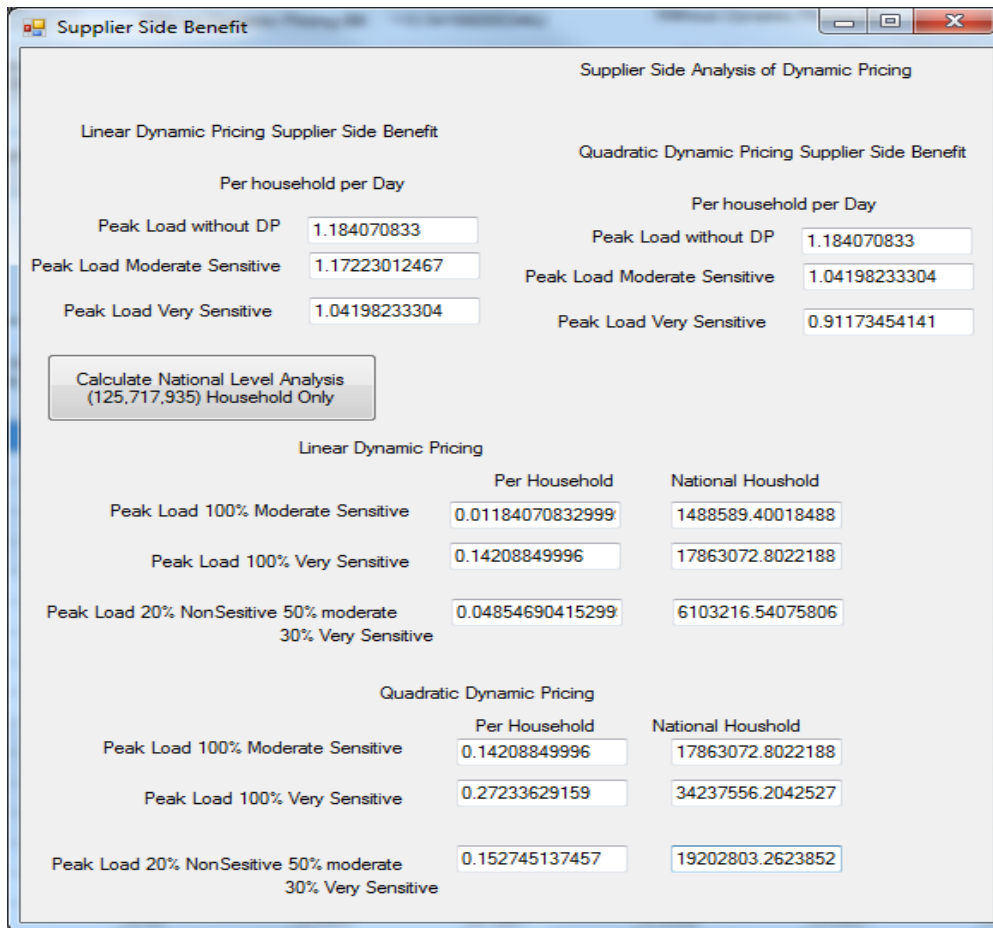 Supplier Side Benefit
Supplier Side Analysis of Dynamic Pricing
Linear Dynamic Pricing Supplier Side Benefit
Quadratic Dynamic Pricing Supplier Side Benefit
Per household per Day
Per household per Day
Peak Load without DP 1.184070833
Peak Load without DP 1.184070833
Peak Load Moderate Sensitive 1.17223012467
Peak Load Moderate Sensitive 1.04198233304
Peak Load Very Sensitive 1.04198233304
Peak Load Very Sensitive 0.91173454141
Calculate National Level Analysis
(125,717,935) Household Only
Linear Dynamic Pricing
Per Household National Houshold
Peak Load 100% Moderate Sensitive 0.01184070832999 1488589.40018488
Peak Load 100% Very Sensitive 0.14208849996 17863072.8022188
Peak Load 20% NonSesitive 50% moderate 0.04854690415299 6103216.54075806
30% Very Sensitive
Quadratic Dynamic Pricing
Per Household National Houshold
Peak Load 100% Moderate Sensitive 0.14208849996 17863072.8022188
Peak Load 100% Very Sensitive 0.27233629159 34237556.2042527
Peak Load 20% NonSesitive 50% moderate 0.152745137457 19202803.2623852
30% Very Sensitive